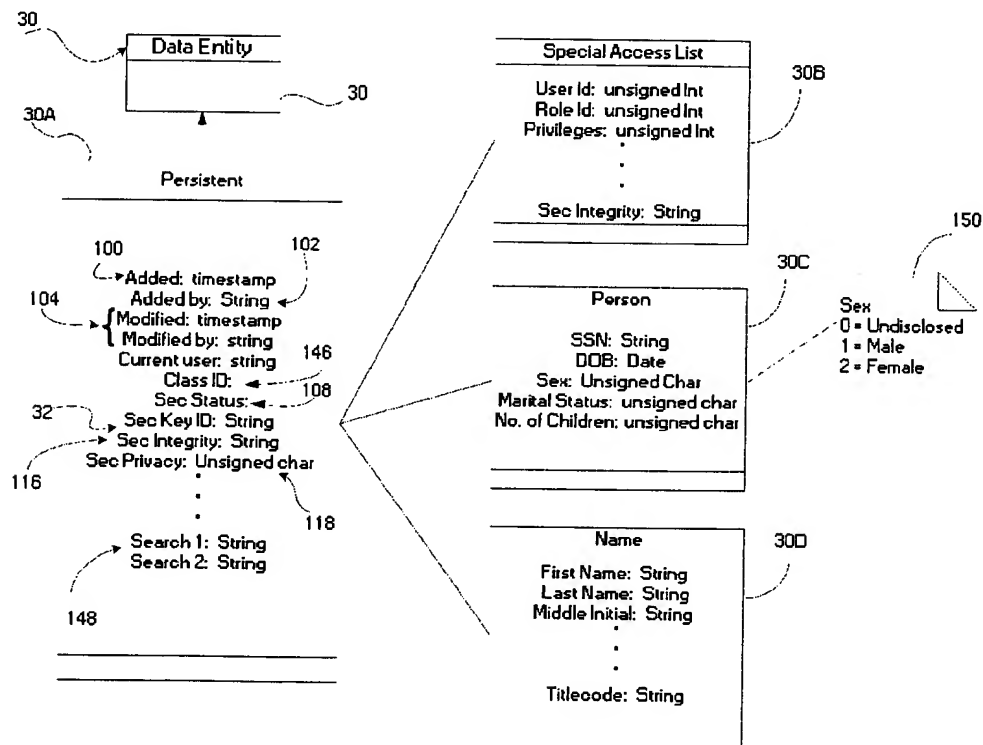 30
Data Entity
30
30A
Persistent
100
102
Added: timestamp
Added by: String
104
Modified: timestamp
Modified by: string
Current user: string
146
Class ID:
Sec Status:
108
32
Sec Key ID: String
Sec Integrity: String
116
Sec Privacy: Unsigned char
118
Search 1: String
Search 2: String
148
Special Access List
30B
User Id: unsigned Int
Role Id: unsigned Int
Privileges: unsigned Int
Sec Integrity: String
30C
Person
SSN: String
DOB: Date
Sex: Unsigned Char
Marital Status: unsigned char
No. of Children: unsigned char
150
Sex
0 = Undisclosed
1 = Male
2 = Female
Name
30D
First Name: String
Last Name: String
Middle Initial: String
Titlecode: String